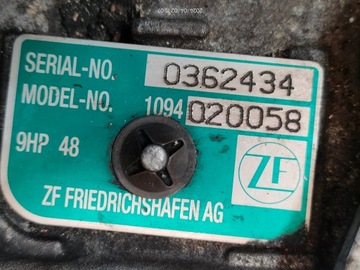 SERIAL-NO. 0362434
MODEL-NO. 1094 020058
9HP 48
ZF
ZF FRIEDRICHSHAFEN AG